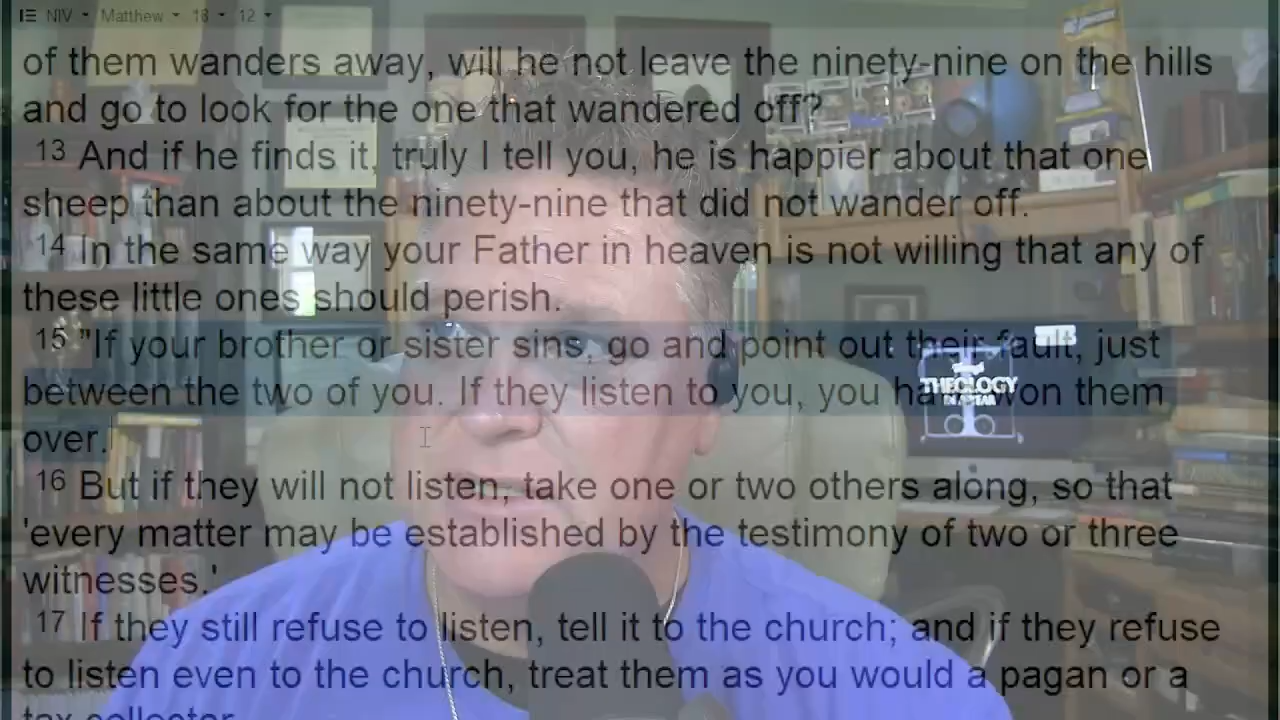 NIV Matthew 18 12
of them wanders away, will he not leave the ninety-nine on the hills
and go to look for the one that wandered off?
13 And if he finds it, truly I tell you, he is happier about that one
sheep than about the ninety-nine that did not wander off.
14 In the same way your Father in heaven is not willing that any of
these little ones should perish.
15 "If your brother or sister sins, go and point out their fault, just
between the two of you. If they listen to you, you have won them
over.
16 But if they will not listen, take one or two others along, so that
'every matter may be established by the testimony of two or three
witnesses.'
17 If they still refuse to listen, tell it to the church; and if they refuse
to listen even to the church, treat them as you would a pagan or a
tax collector.
THEOLOGY